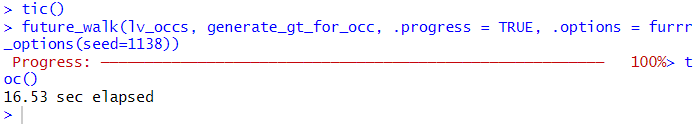 > tic()
> future_walk(lv_occs, generate_gt_for_occ, .progress = TRUE, .options = furrr
_options(seed=1138))
 Progress: ──────────────────────────────────────────────────── 100%> t
oc()
16.53 sec elapsed
>